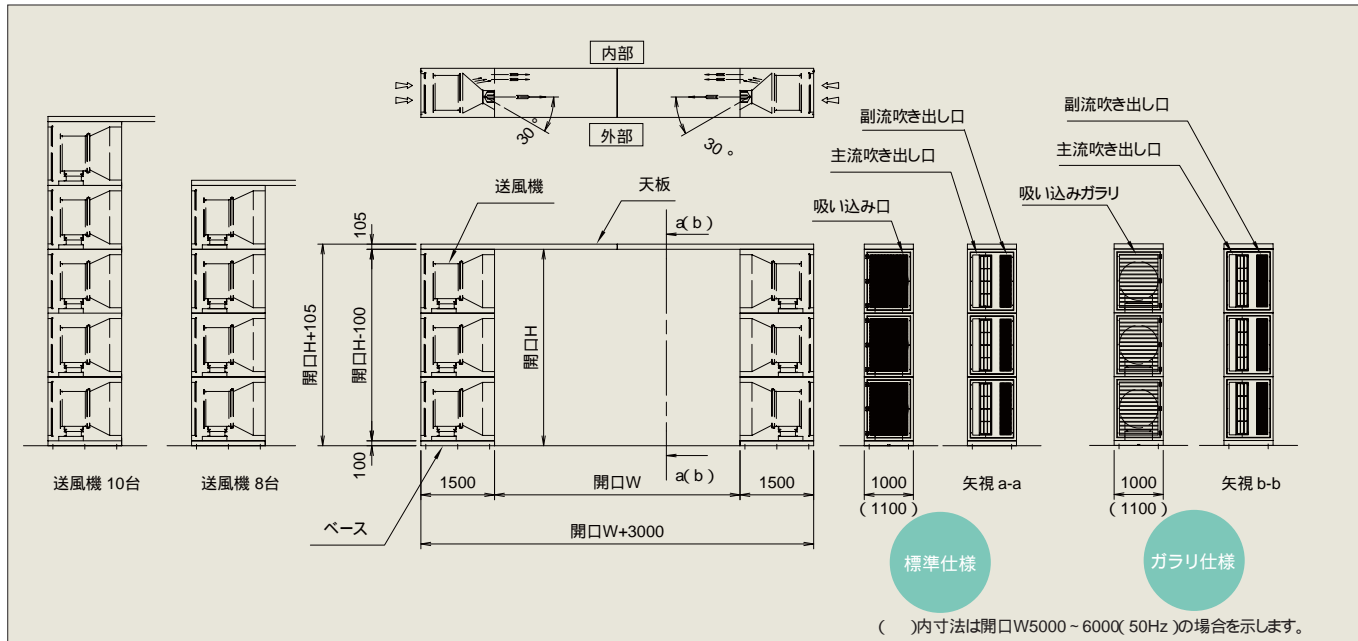 内部
30°
外部
30°
副流吹き出し口
主流吹き出し口
吸い込み口
副流吹き出し口
主流吹き出し口
吸い込みガラリ
送風機
天板
a(b)
105
開口H+105
開口H-100
開口H
100
a(b)
送風機 10台
送風機 8台
1500
開口W
1500
ベース
開口W+3000
1000
(1100)
矢視 a-a
1000
(1100)
矢視 b-b
標準仕様
ガラリ仕様
( )内寸法は開口W5000~6000(50Hz)の場合を示します。